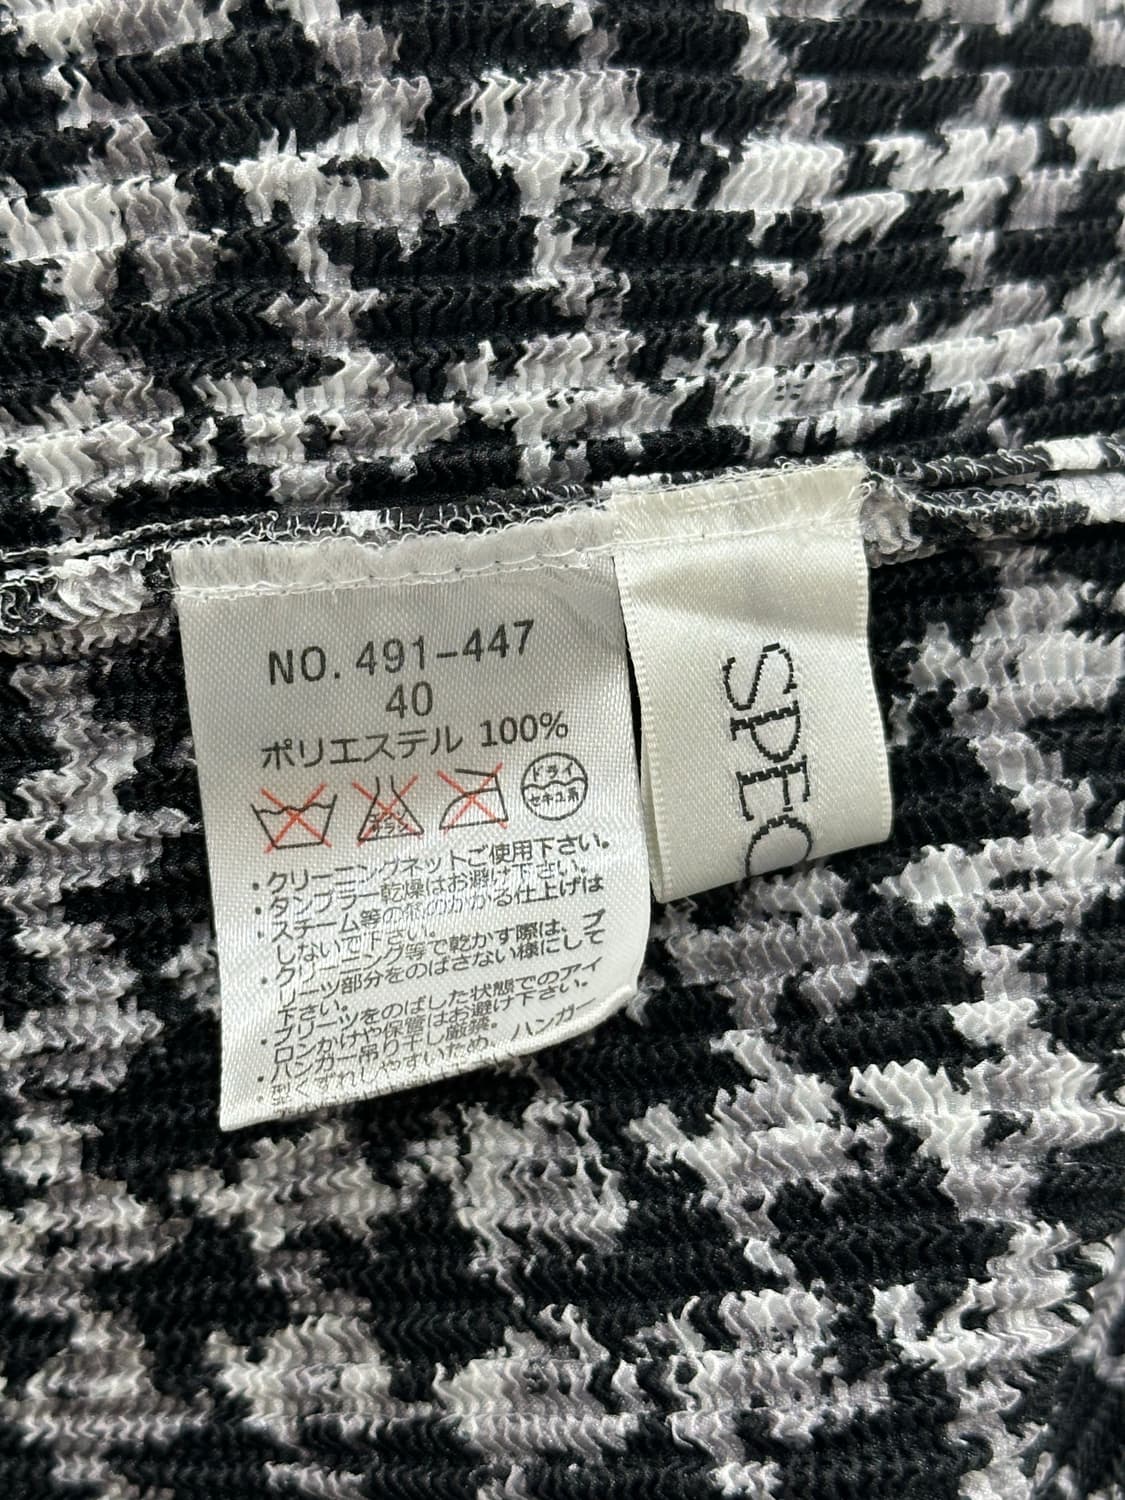 NO. 491-447
40
ポリエステル 100%
エンソ
サラシ
ドライ
セキユ系
・クリーニングネットご使用下さい。
・タンブラー乾燥はお避け下さい。
・スチーム等の のかかる仕上げは
しないで下さい。
・クリーニング等で乾かす際は、プ
リーツ部分をのばさない様にして
下さい。
・プリーツをのばした状態でのアイ
ロンかけや保管はお避け下さい。
・ハンガー吊り干し厳禁。ハンガー
型くずれしやすいため、
SPEC